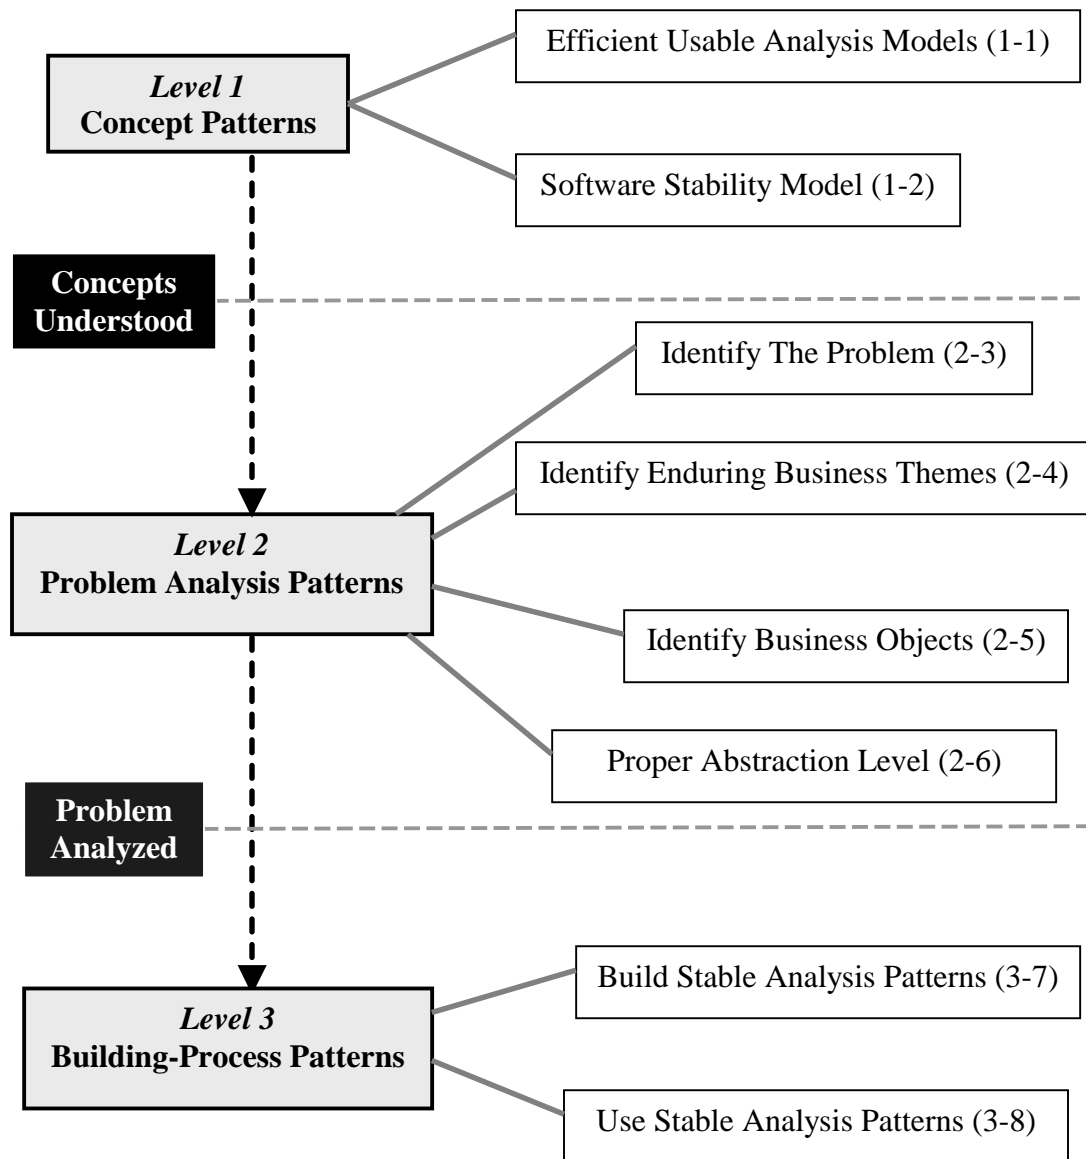 Efficient Usable Analysis Models (1-1)
Level 1
Concept Patterns
Software Stability Model (1-2)
Concepts
Understood
Identify The Problem (2-3)
Identify Enduring Business Themes (2-4)
Level 2
Problem Analysis Patterns
Identify Business Objects (2-5)
Proper Abstraction Level (2-6)
Problem
Analyzed
Build Stable Analysis Patterns (3-7)
Level 3
Building-Process Patterns
Use Stable Analysis Patterns (3-8)